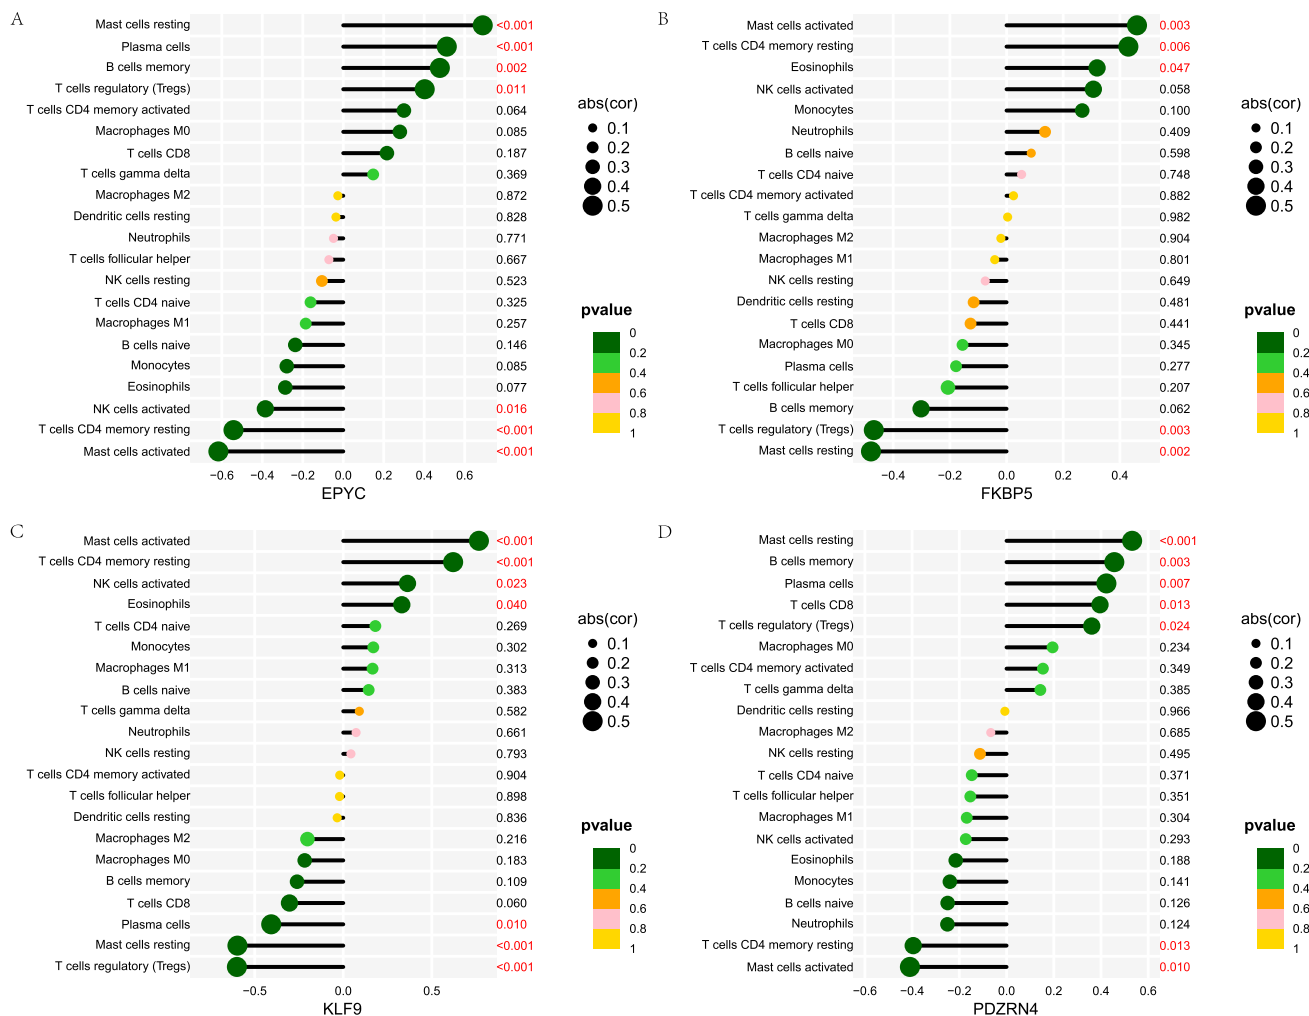 A
Mast cells resting <0.001
Plasma cells <0.001
B cells memory 0.002
T cells regulatory (Tregs) 0.011
T cells CD4 memory activated 0.064
Macrophages M0 0.085
T cells CD8 0.187
T cells gamma delta 0.369
Macrophages M2 0.872
Dendritic cells resting 0.828
Neutrophils 0.771
T cells follicular helper 0.667
NK cells resting 0.523
T cells CD4 naive 0.325
Macrophages M1 0.257
B cells naive 0.146
Monocytes 0.085
Eosinophils 0.077
NK cells activated 0.016
T cells CD4 memory resting <0.001
Mast cells activated <0.001
−0.6 −0.4 −0.2 0.0 0.2 0.4 0.6
EPYC
abs(cor)
0.1
0.2
0.3
0.4
0.5
pvalue
0
0.2
0.4
0.6
0.8
1
B
Mast cells activated 0.003
T cells CD4 memory resting 0.006
Eosinophils 0.047
NK cells activated 0.058
Monocytes 0.100
Neutrophils 0.409
B cells naive 0.598
T cells CD4 naive 0.748
T cells CD4 memory activated 0.882
T cells gamma delta 0.982
Macrophages M2 0.904
Macrophages M1 0.801
NK cells resting 0.649
Dendritic cells resting 0.481
T cells CD8 0.441
Macrophages M0 0.345
Plasma cells 0.277
T cells follicular helper 0.207
B cells memory 0.062
T cells regulatory (Tregs) 0.003
Mast cells resting 0.002
−0.4 −0.2 0.0 0.2 0.4
FKBP5
abs(cor)
0.1
0.2
0.3
0.4
0.5
pvalue
0
0.2
0.4
0.6
0.8
1
C
Mast cells activated <0.001
T cells CD4 memory resting <0.001
NK cells activated 0.023
Eosinophils 0.040
T cells CD4 naive 0.269
Monocytes 0.302
Macrophages M1 0.313
B cells naive 0.383
T cells gamma delta 0.582
Neutrophils 0.661
NK cells resting 0.793
T cells CD4 memory activated 0.904
T cells follicular helper 0.898
Dendritic cells resting 0.836
Macrophages M2 0.216
Macrophages M0 0.183
B cells memory 0.109
T cells CD8 0.060
Plasma cells 0.010
Mast cells resting <0.001
T cells regulatory (Tregs) <0.001
−0.5 0.0 0.5
KLF9
abs(cor)
0.1
0.2
0.3
0.4
0.5
pvalue
0
0.2
0.4
0.6
0.8
1
D
Mast cells resting <0.001
B cells memory 0.003
Plasma cells 0.007
T cells CD8 0.013
T cells regulatory (Tregs) 0.024
Macrophages M0 0.234
T cells CD4 memory activated 0.349
T cells gamma delta 0.385
Dendritic cells resting 0.966
Macrophages M2 0.685
NK cells resting 0.495
T cells CD4 naive 0.371
T cells follicular helper 0.351
Macrophages M1 0.304
NK cells activated 0.293
Eosinophils 0.188
Monocytes 0.141
B cells naive 0.126
Neutrophils 0.124
T cells CD4 memory resting 0.013
Mast cells activated 0.010
−0.6 −0.4 −0.2 0.0 0.2 0.4 0.6
PDZRN4
abs(cor)
0.1
0.2
0.3
0.4
0.5
pvalue
0
0.2
0.4
0.6
0.8
1